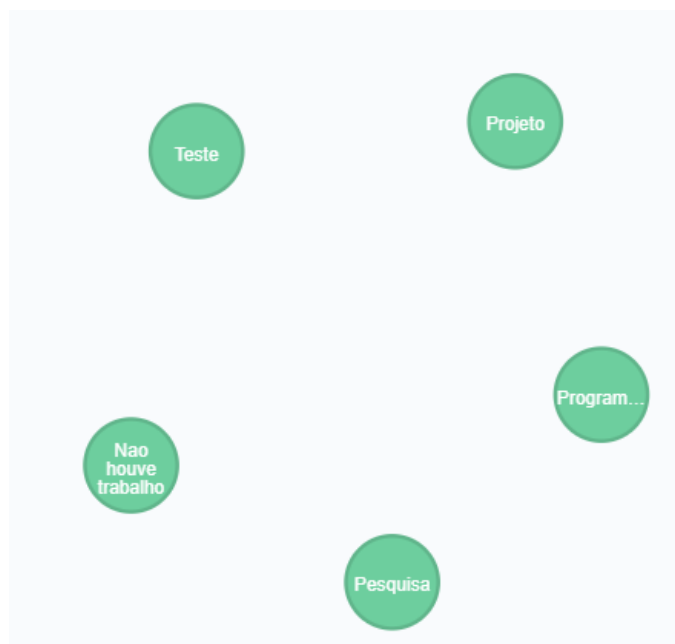 Projeto
Teste
Program...
Nao
houve
trabalho
Pesquisa